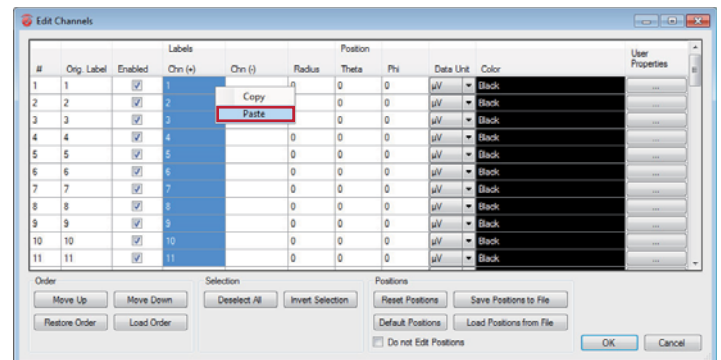 Edit Channels
Labels Position User Properties
# Orig. Label Enabled Chn (+) Chn (-) Radius Theta Phi Data Unit Color
1 1 1 0 0 0 µV Black ...
2 2 2 0 0 µV Black ...
3 3 3 0 0 µV Black ...
4 4 4 0 0 0 µV Black ...
5 5 5 0 0 0 µV Black ...
6 6 6 0 0 0 µV Black ...
7 7 7 0 0 0 µV Black ...
8 8 8 0 0 0 µV Black ...
9 9 9 0 0 0 µV Black ...
10 10 10 0 0 0 µV Black ...
11 11 11 0 0 0 µV Black ...
Copy
Paste
Order Selection Positions
Move Up Move Down Deselect All Invert Selection Reset Positions Save Positions to File
Restore Order Load Order Default Positions Load Positions from File
Do not Edit Positions OK Cancel